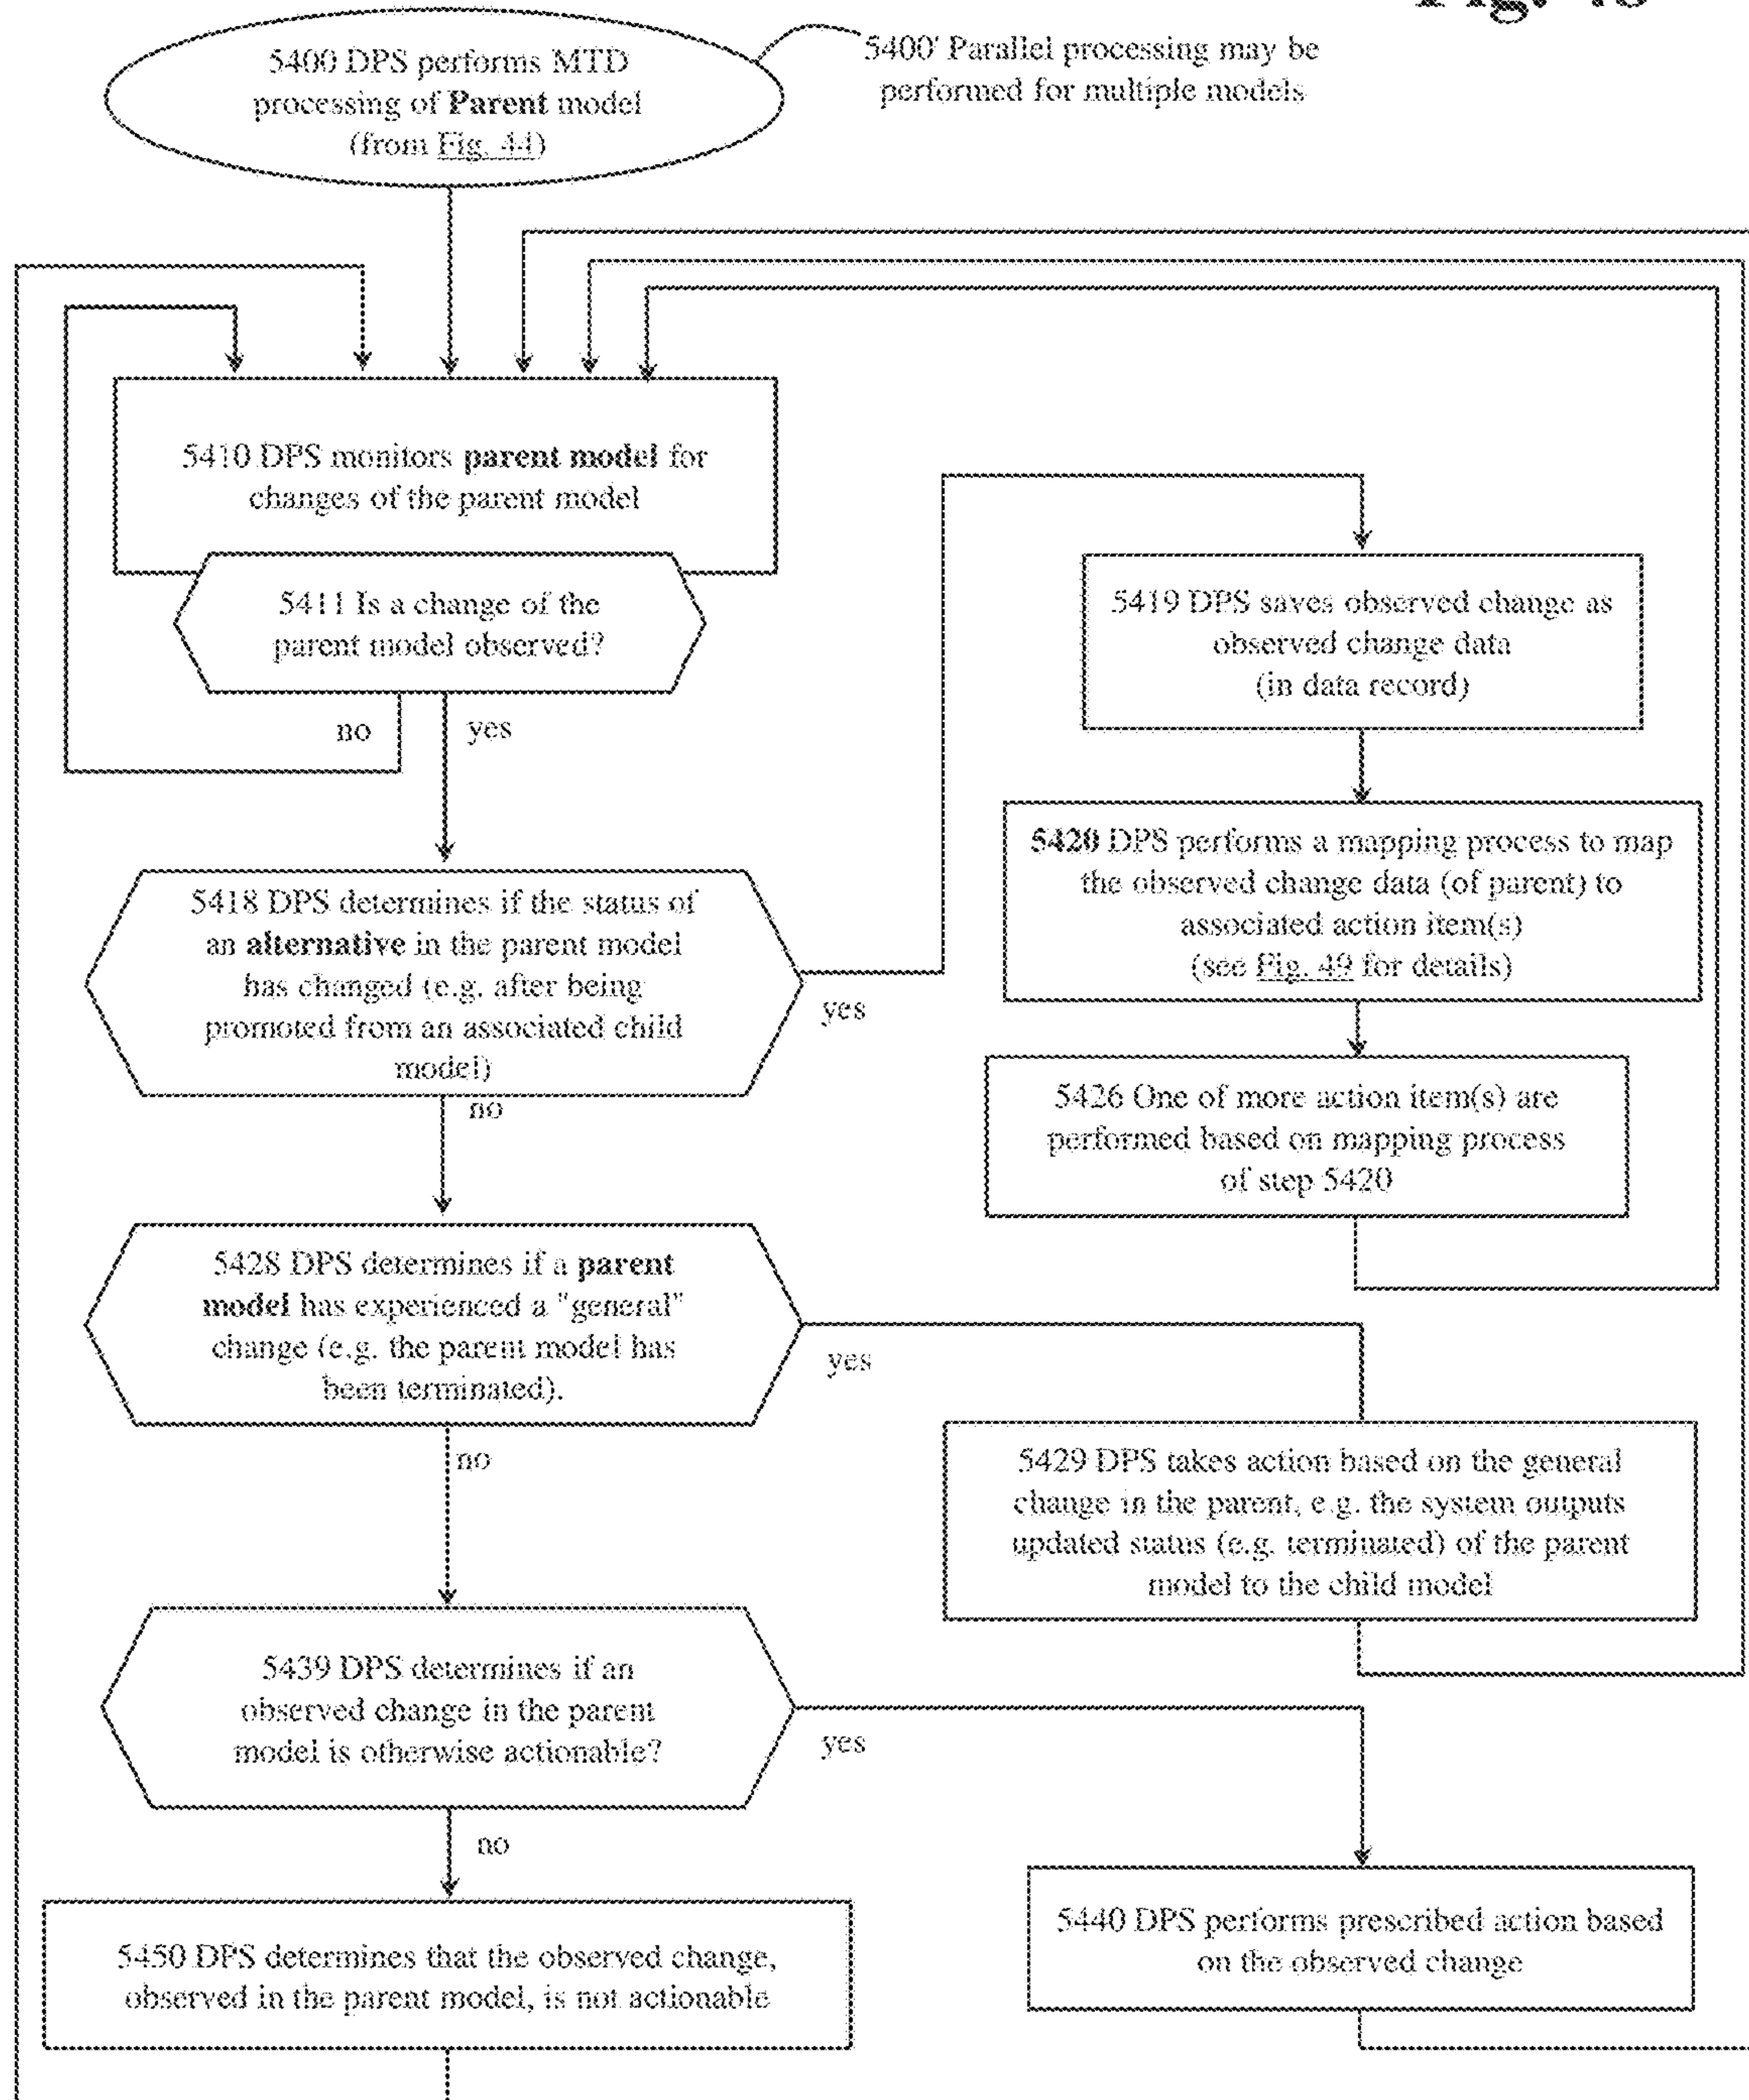 5400 DPS performs MTD
processing of Parent model
(from Fig. 44)
5400' Parallel processing may be
performed for multiple models
5410 DPS monitors parent model for
changes of the parent model
5411 Is a change of the
parent model observed?
no
yes
5419 DPS saves observed change as
observed change data
(in data record)
5420 DPS performs a mapping process to map
the observed change data (of parent) to
associated action item(s)
(see Fig. 49 for details)
5418 DPS determines if the status of
an alternative in the parent model
has changed (e.g. after being
promoted from an associated child
model)
yes
no
5426 One of more action item(s) are
performed based on mapping process
of step 5420
5428 DPS determines if a parent
model has experienced a "general"
change (e.g. the parent model has
been terminated).
yes
no
5429 DPS takes action based on the general
change in the parent, e.g. the system outputs
updated status (e.g. terminated) of the parent
model to the child model
5439 DPS determines if an
observed change in the parent
model is otherwise actionable?
yes
no
5440 DPS performs prescribed action based
on the observed change
5450 DPS determines that the observed change,
observed in the parent model, is not actionable